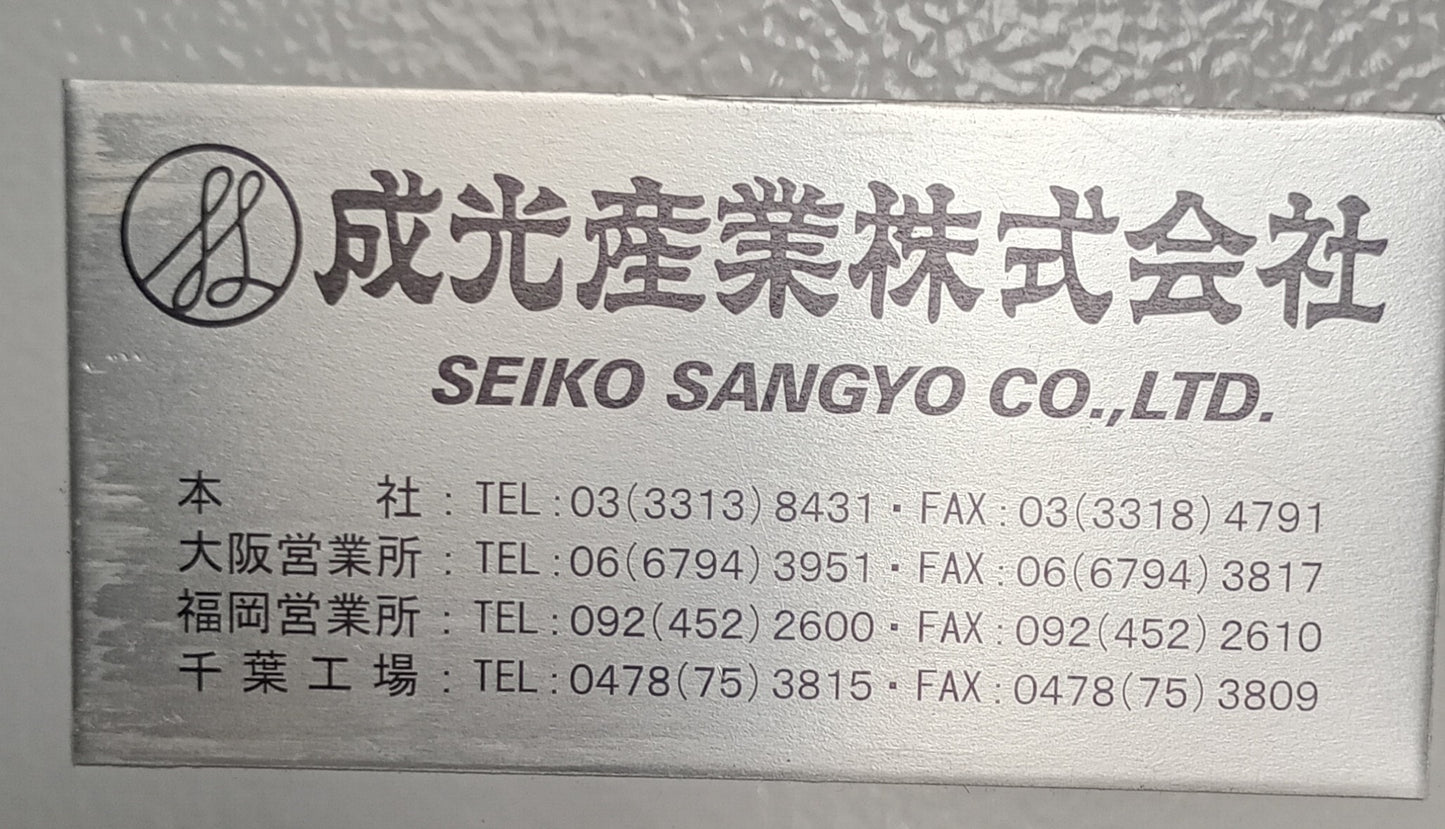 成光産業株式会社
SEIKO SANGYO CO.,LTD.
本　　社 : TEL : 03(3313) 8431・FAX : 03(3318) 4791
大阪営業所 : TEL : 06(6794) 3951・FAX : 06(6794) 3817
福岡営業所 : TEL : 092(452) 2600・FAX : 092(452) 2610
千葉工場 : TEL : 0478(75) 3815・FAX : 0478(75) 3809